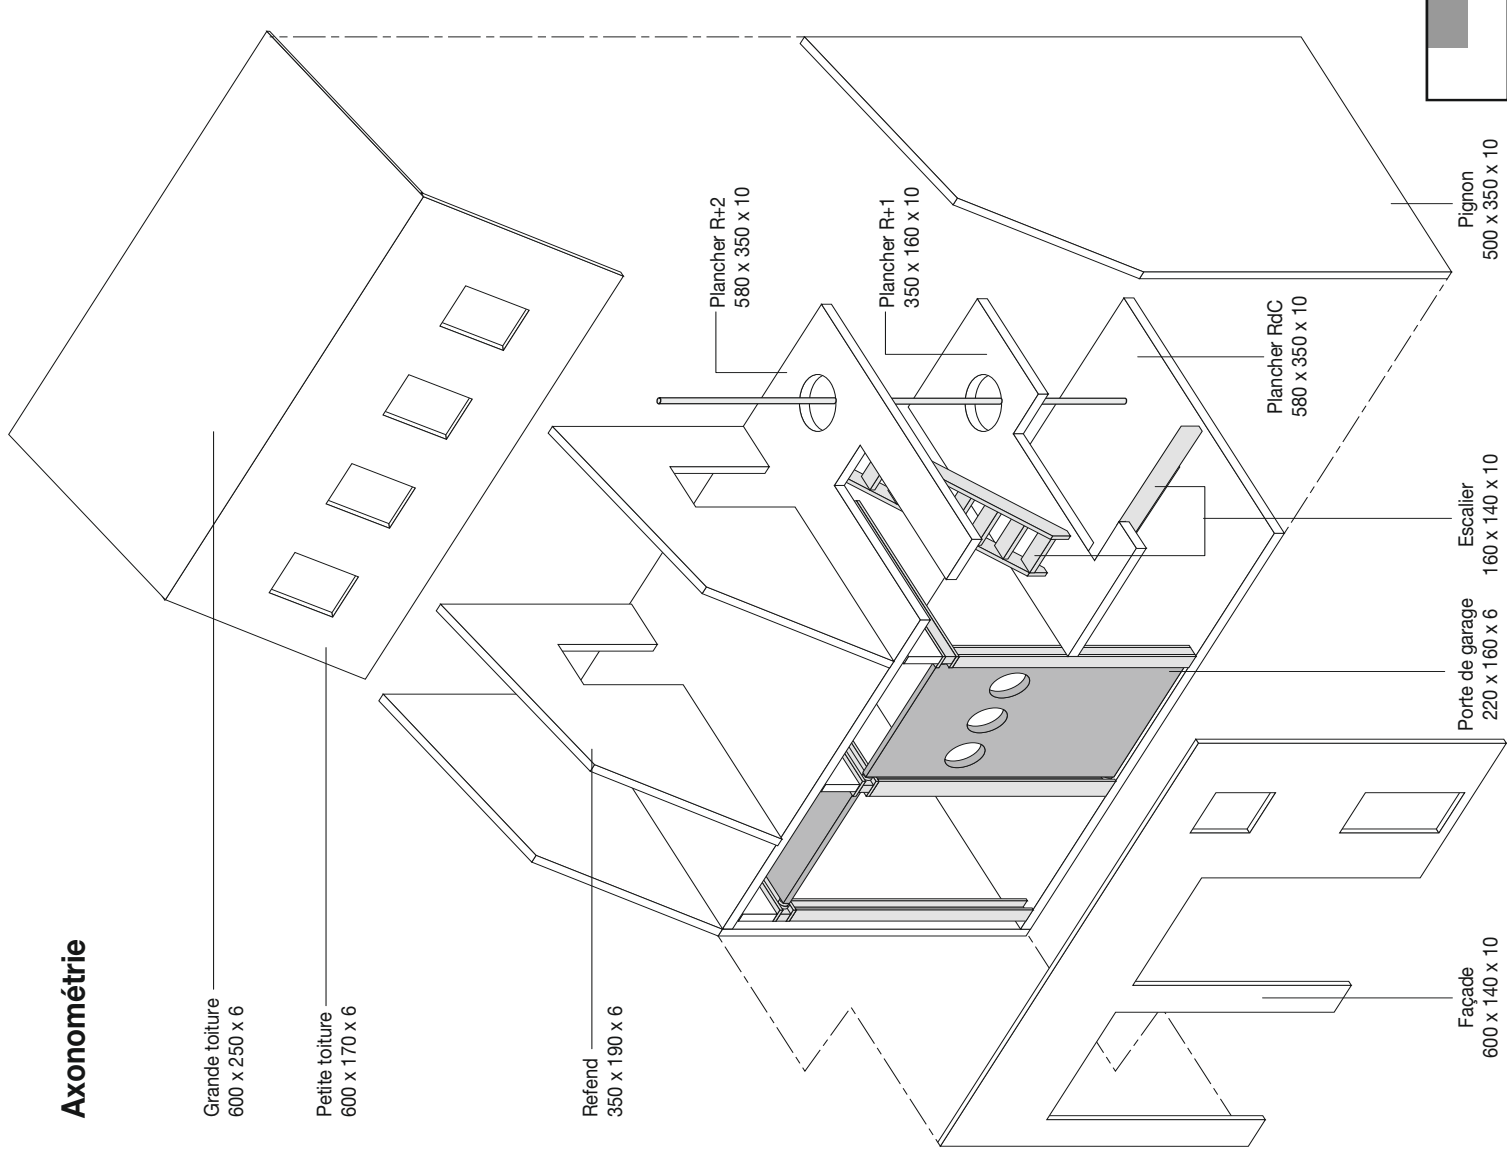 Axonométrie
Grande toiture
600 x 250 x 6
Petite toiture
600 x 170 x 6
Refend
350 x 190 x 6
Plancher R+2
580 x 350 x 10
Plancher R+1
350 x 160 x 10
Plancher RdC
580 x 350 x 10
Façade
600 x 140 x 10
Porte de garage
220 x 160 x 6
Escalier
160 x 140 x 10
Pignon
500 x 350 x 10